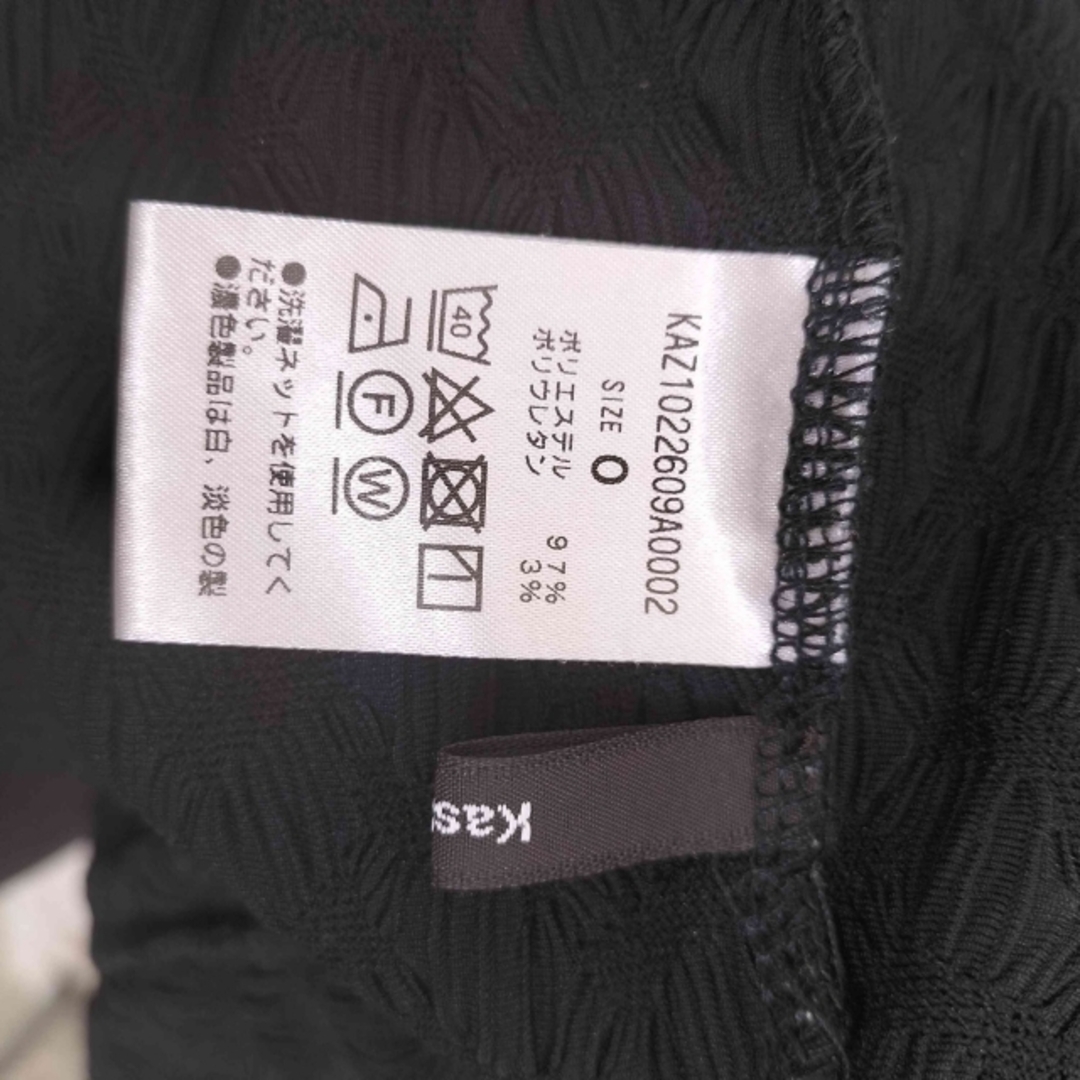 KAZ1022609A0002
SIZE 0
ポリエステル 97%
ポリウレタン 3%
40
F
W
●洗濯ネットを使用してく
ださい。
●濃色製品は白、淡色の製
Kas